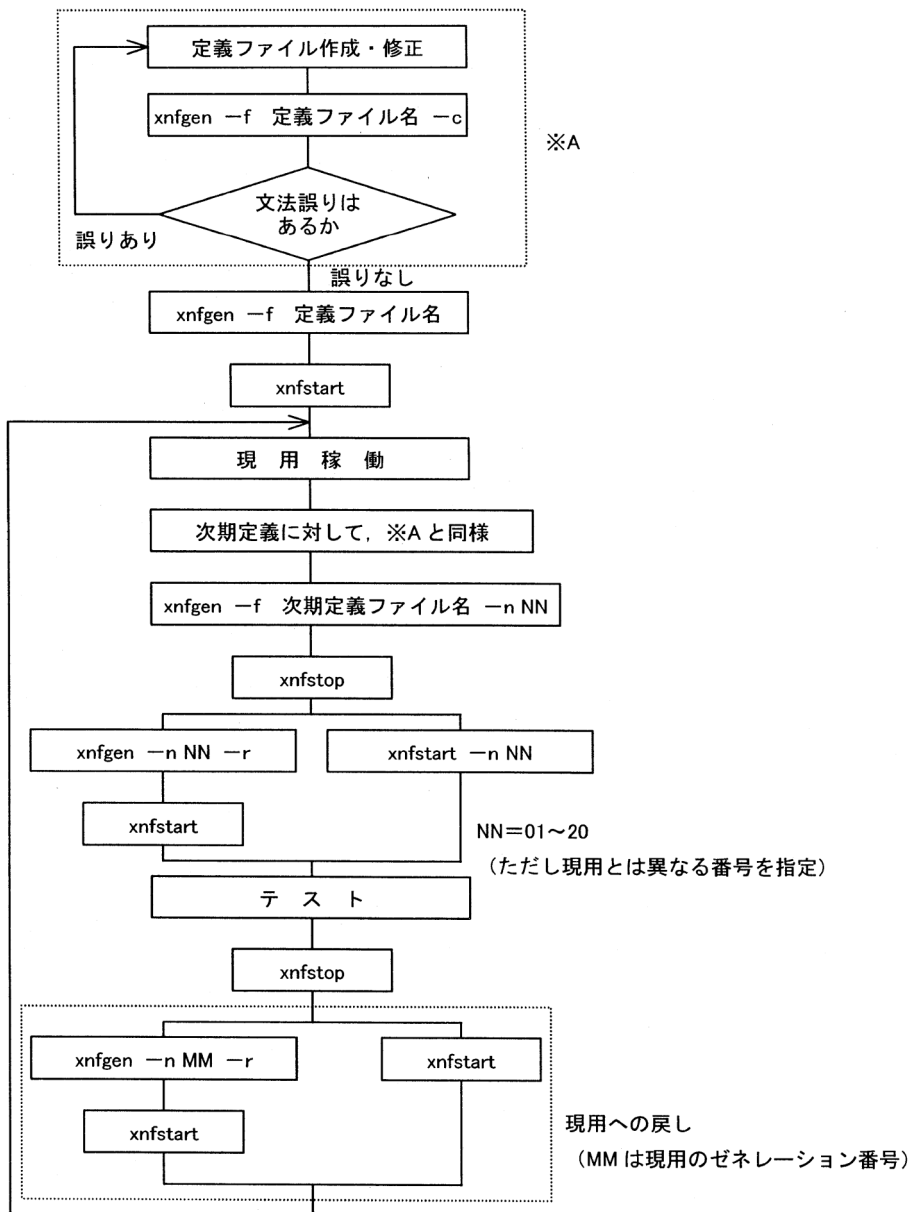 定義ファイル作成・修正
xnfgen －f 定義ファイル名 －c
※A
文法誤りは
あるか
誤りあり
誤りなし
xnfgen －f 定義ファイル名
xnfstart
現 用 稼 働
次期定義に対して，※A と同様
xnfgen －f 次期定義ファイル名 －n NN
xnfstop
xnfgen －n NN －r
xnfstart －n NN
xnfstart
NN＝01～20
（ただし現用とは異なる番号を指定）
テ ス ト
xnfstop
xnfgen －n MM －r
xnfstart
xnfstart
現用への戻し
（MM は現用のゼネレーション番号）